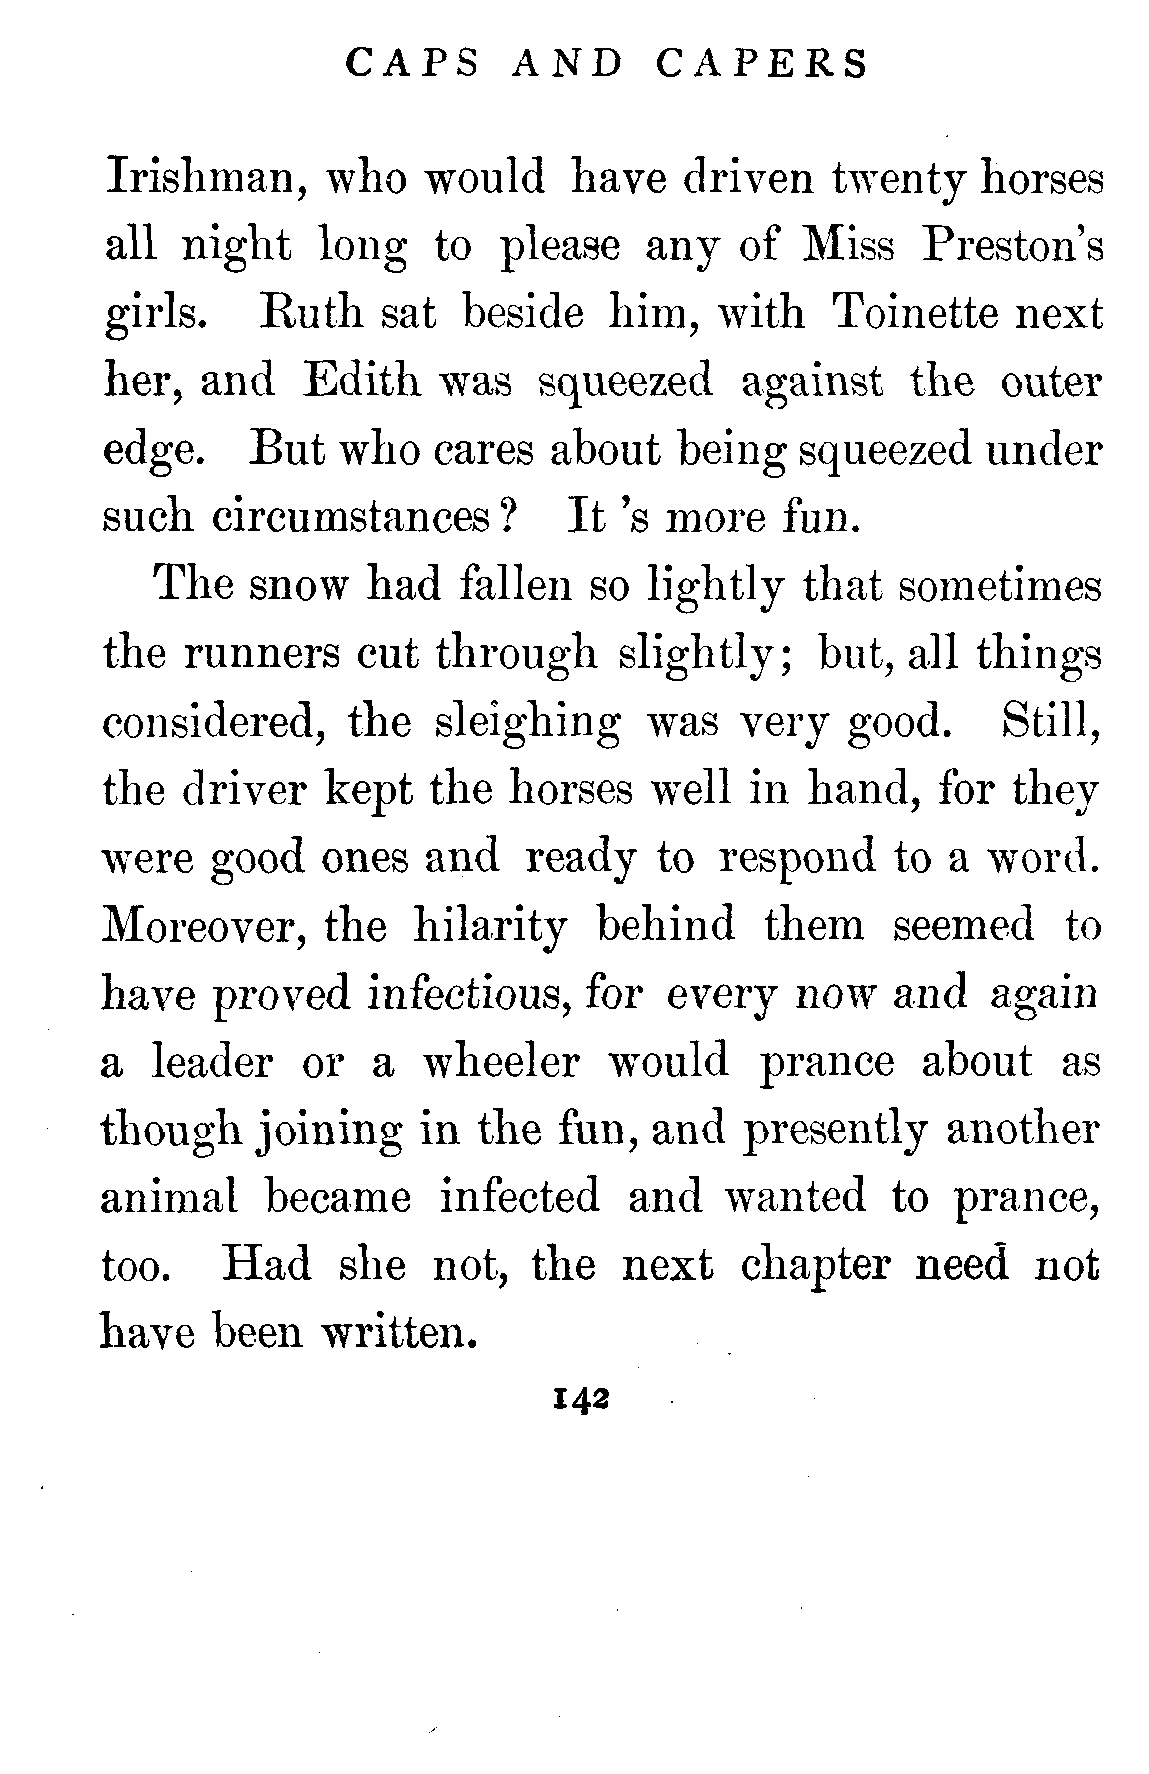 CAPS AND CAPERS
Irishman, who would have driven twenty horses
all night long to please any of Miss Preston's
girls. Ruth sat beside him, with Toinette next
her, and Edith was squeezed against the outer
edge. But who cares about being squeezed under
such circumstances? It 's more fun.
The snow had fallen so lightly that sometimes
the runners cut through slightly; but, all things
considered, the sleighing was very good. Still,
the driver kept the horses well in hand, for they
were good ones and ready to respond to a word.
Moreover, the hilarity behind them seemed to
have proved infectious, for every now and again
a leader or a wheeler would prance about as
though joining in the fun, and presently another
animal became infected and wanted to prance,
too. Had she not, the next chapter need not
have been written.
142